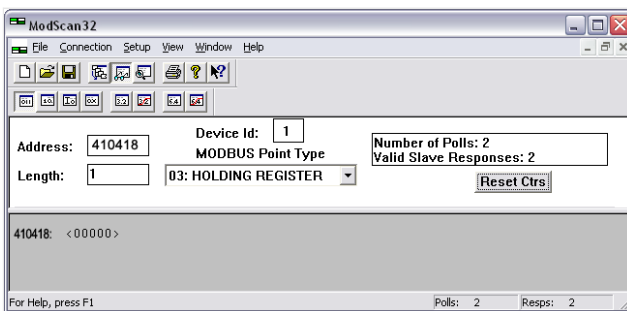 ModScan32
File Connection Setup View Window Help
Address: 410418
Device Id: 1
MODBUS Point Type
Length: 1
03: HOLDING REGISTER
Number of Polls: 2
Valid Slave Responses: 2
Reset Ctrs
410418: <00000>
For Help, press F1
Polls: 2
Resps: 2